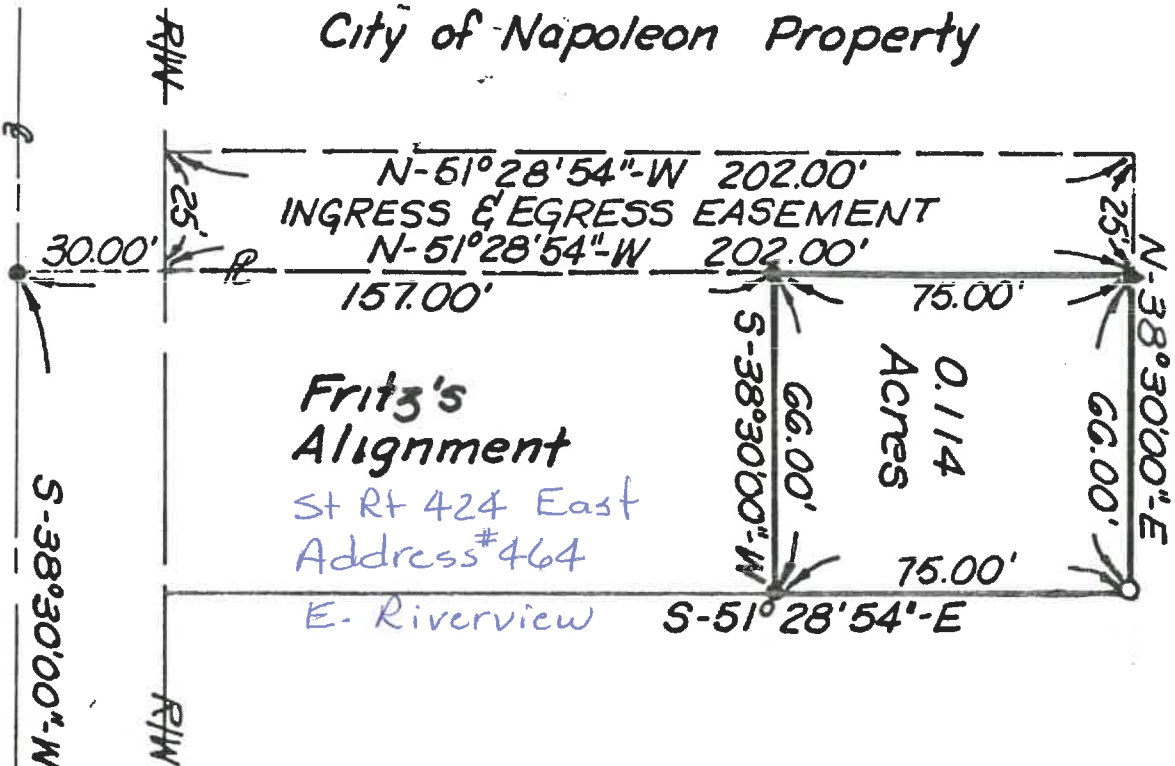 City of Napoleon Property
R/W
N-51°28'54"-W 202.00'
25'
INGRESS & EGRESS EASEMENT
25'
30.00'
N-51°28'54"-W 202.00'
157.00'
75.00'
N-38°30'00"-E
S-38°30'00"-W
66.00'
0.114
Acres
66.00'
Fritz's
Alignment
St Rt 424 East
Address #464
E. Riverview
75.00'
S-51°28'54"-E
S-38°30'00"-W
R/W